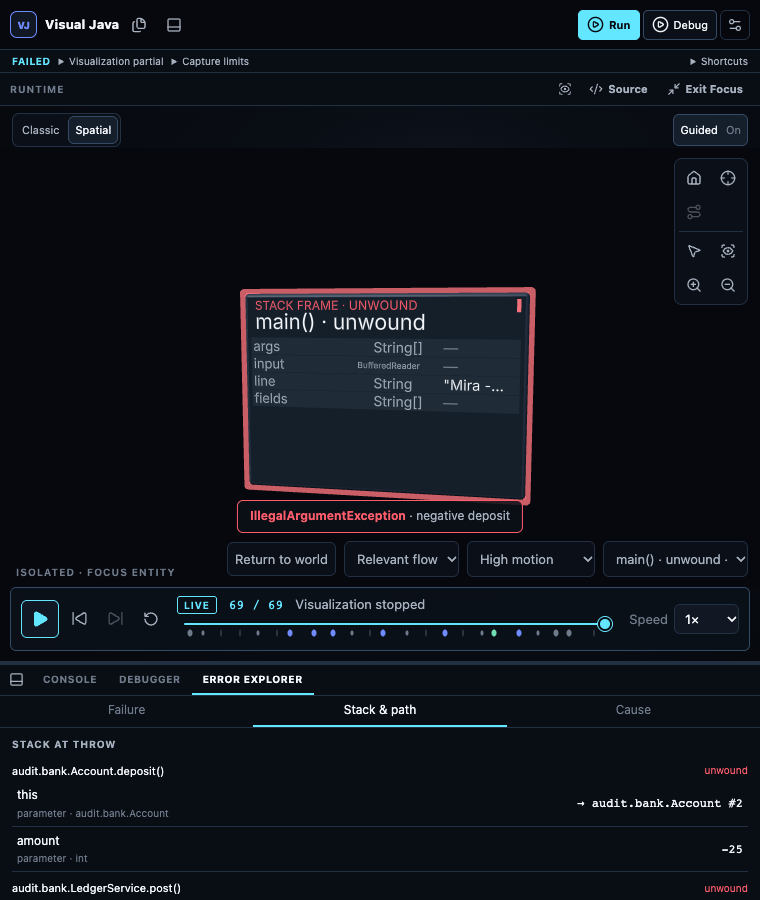 VJ Visual Java Run Debug
FAILED Visualization partial Capture limits Shortcuts
RUNTIME Source Exit Focus
Classic Spatial Guided On
STACK FRAME · UNWOUND
main() · unwound
args String[] —
input BufferedReader —
line String "Mira -...
fields String[] —
IllegalArgumentException · negative deposit
Return to world Relevant flow High motion main() · unwound ·
ISOLATED · FOCUS ENTITY
LIVE 69 / 69 Visualization stopped
Speed 1×
CONSOLE DEBUGGER ERROR EXPLORER
Failure Stack & path Cause
STACK AT THROW
audit.bank.Account.deposit() unwound
this
→ audit.bank.Account #2
parameter · audit.bank.Account
amount
-25
parameter · int
audit.bank.LedgerService.post() unwound